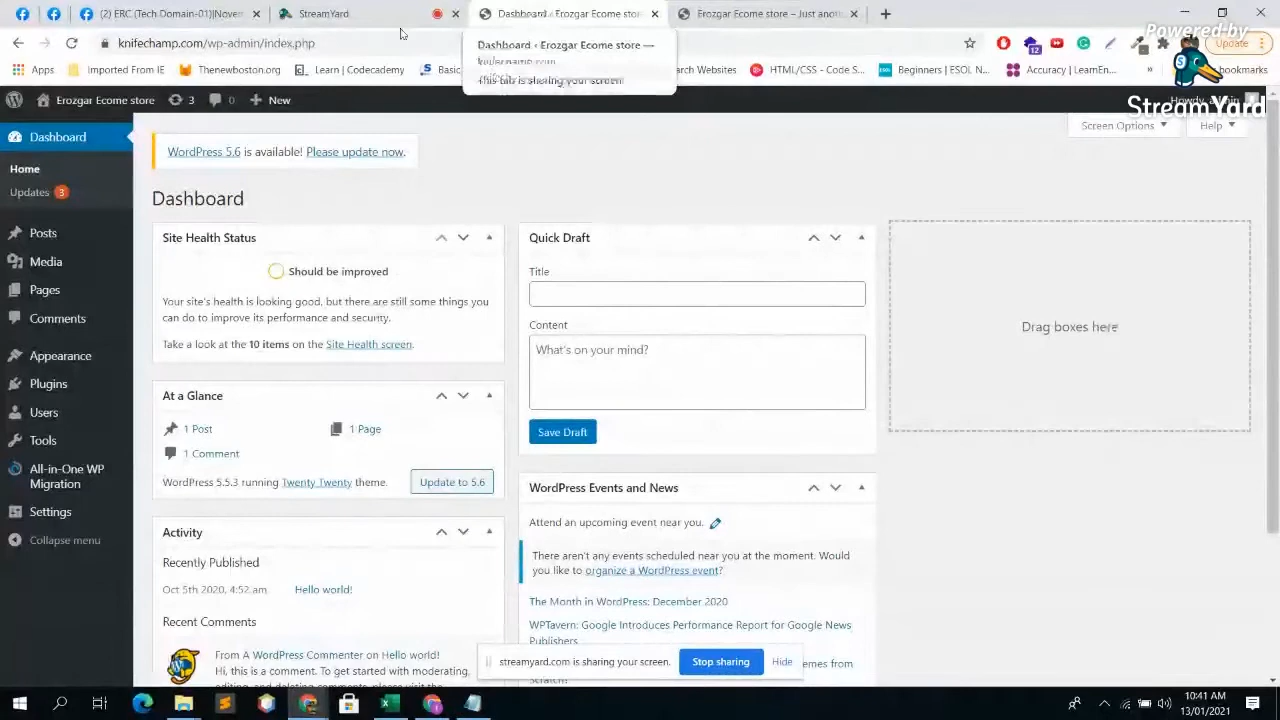 (2) ERC(Tech-Domain-01)|Novem
StreamYard
Dashboard ‹ Erozgar Ecome stor
Erozgar Ecome store – Just anoth
knifechamp.com/wp-admin/index.php
Dashboard ‹ Erozgar Ecome store —
This tab is sharing your screen
Powered by
StreamYard
Update
12
Apps
Imported From IE
Thenewboston.org
Learn | Codecademy
HTML/CSS - Code S...
Beginners | ESOL N...
Accuracy | LearnEn...
Erozgar Ecome store
3
0
New
Screen Options
Help
Dashboard
Home
Updates 3
Posts
Media
Pages
Comments
Appearance
Plugins
Users
Tools
All-in-One WP
Migration
Settings
Collapse menu
WordPress 5.6 is available! Please update now.
Dashboard
Site Health Status
Should be improved
Your site's health is looking good, but there are still some things you
can do to improve its performance and security.
Take a look at the 10 items on the Site Health screen.
At a Glance
1 Post
1 Page
1 Comment
WordPress 5.5.3 running Twenty Twenty theme.
Update to 5.6
Activity
Recently Published
Oct 5th 2020, 4:52 am
Hello world!
Recent Comments
From A WordPress Commenter on Hello world!
Hi, this is a comment. To get started with moderating,
Quick Draft
Title
Content
What's on your mind?
Save Draft
WordPress Events and News
Attend an upcoming event near you.
There aren't any events scheduled near you at the moment. Would
you like to organize a WordPress event?
The Month in WordPress: December 2020
WPTavern: Google Introduces Performance Report for Google News
Publishers
Drag boxes here
streamyard.com is sharing your screen.
Stop sharing
Hide
10:41 AM
13/01/2021